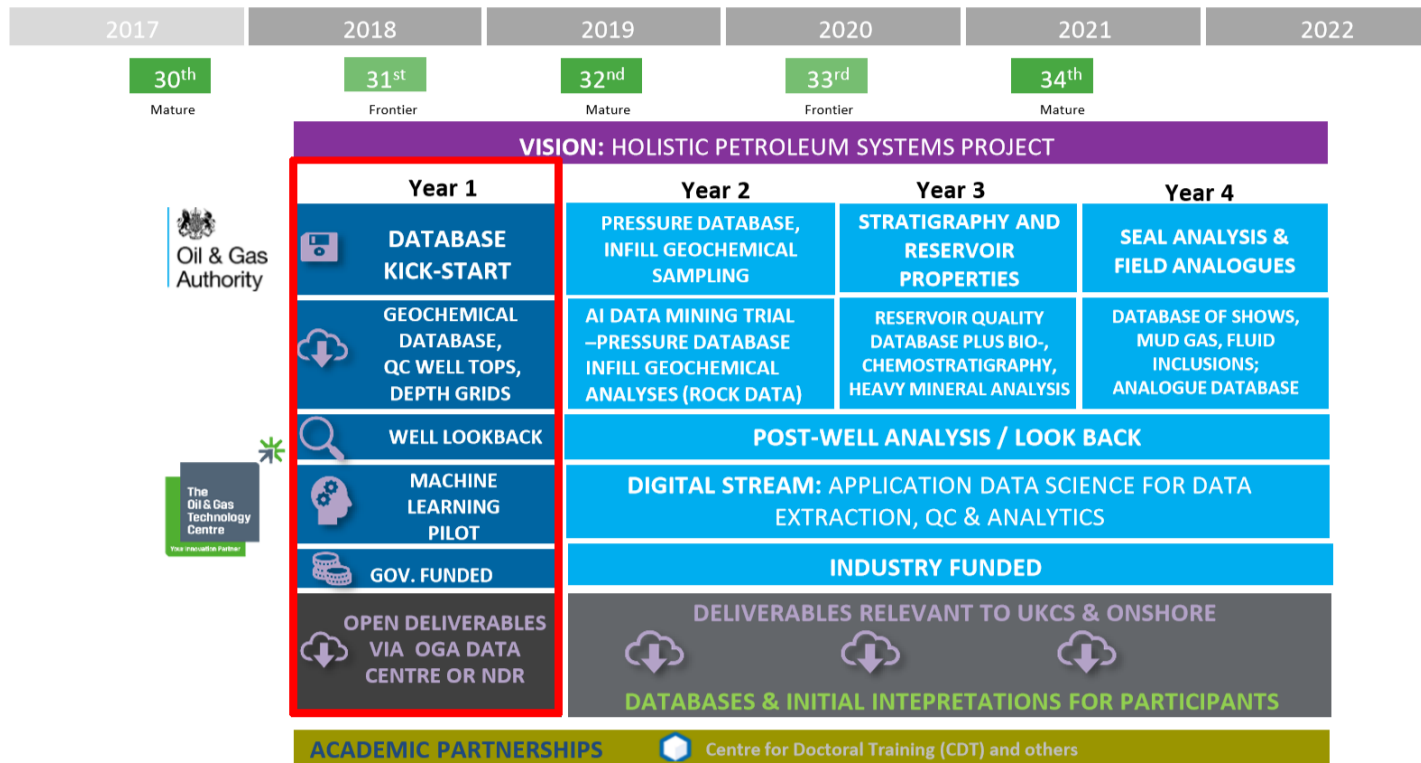 2017 2018 2019 2020 2021 2022
30th 31st 32nd 33rd 34th
Mature Frontier Mature Frontier Mature
VISION: HOLISTIC PETROLEUM SYSTEMS PROJECT
Year 1 Year 2 Year 3 Year 4
Oil & Gas
Authority
DATABASE
KICK-START
PRESSURE DATABASE,
INFILL GEOCHEMICAL
SAMPLING
STRATIGRAPHY AND
RESERVOIR
PROPERTIES
SEAL ANALYSIS &
FIELD ANALOGUES
GEOCHEMICAL
DATABASE,
QC WELL TOPS,
DEPTH GRIDS
AI DATA MINING TRIAL
–PRESSURE DATABASE
INFILL GEOCHEMICAL
ANALYSES (ROCK DATA)
RESERVOIR QUALITY
DATABASE PLUS BIO-,
CHEMOSTRATIGRAPHY,
HEAVY MINERAL ANALYSIS
DATABASE OF SHOWS,
MUD GAS, FLUID
INCLUSIONS;
ANALOGUE DATABASE
WELL LOOKBACK
POST-WELL ANALYSIS / LOOK BACK
The
Oil & Gas
Technology
Centre
Your Innovation Partner
MACHINE
LEARNING
PILOT
DIGITAL STREAM: APPLICATION DATA SCIENCE FOR DATA
EXTRACTION, QC & ANALYTICS
GOV. FUNDED
INDUSTRY FUNDED
OPEN DELIVERABLES
VIA OGA DATA
CENTRE OR NDR
DELIVERABLES RELEVANT TO UKCS & ONSHORE
DATABASES & INITIAL INTEPRETATIONS FOR PARTICIPANTS
ACADEMIC PARTNERSHIPS Centre for Doctoral Training (CDT) and others